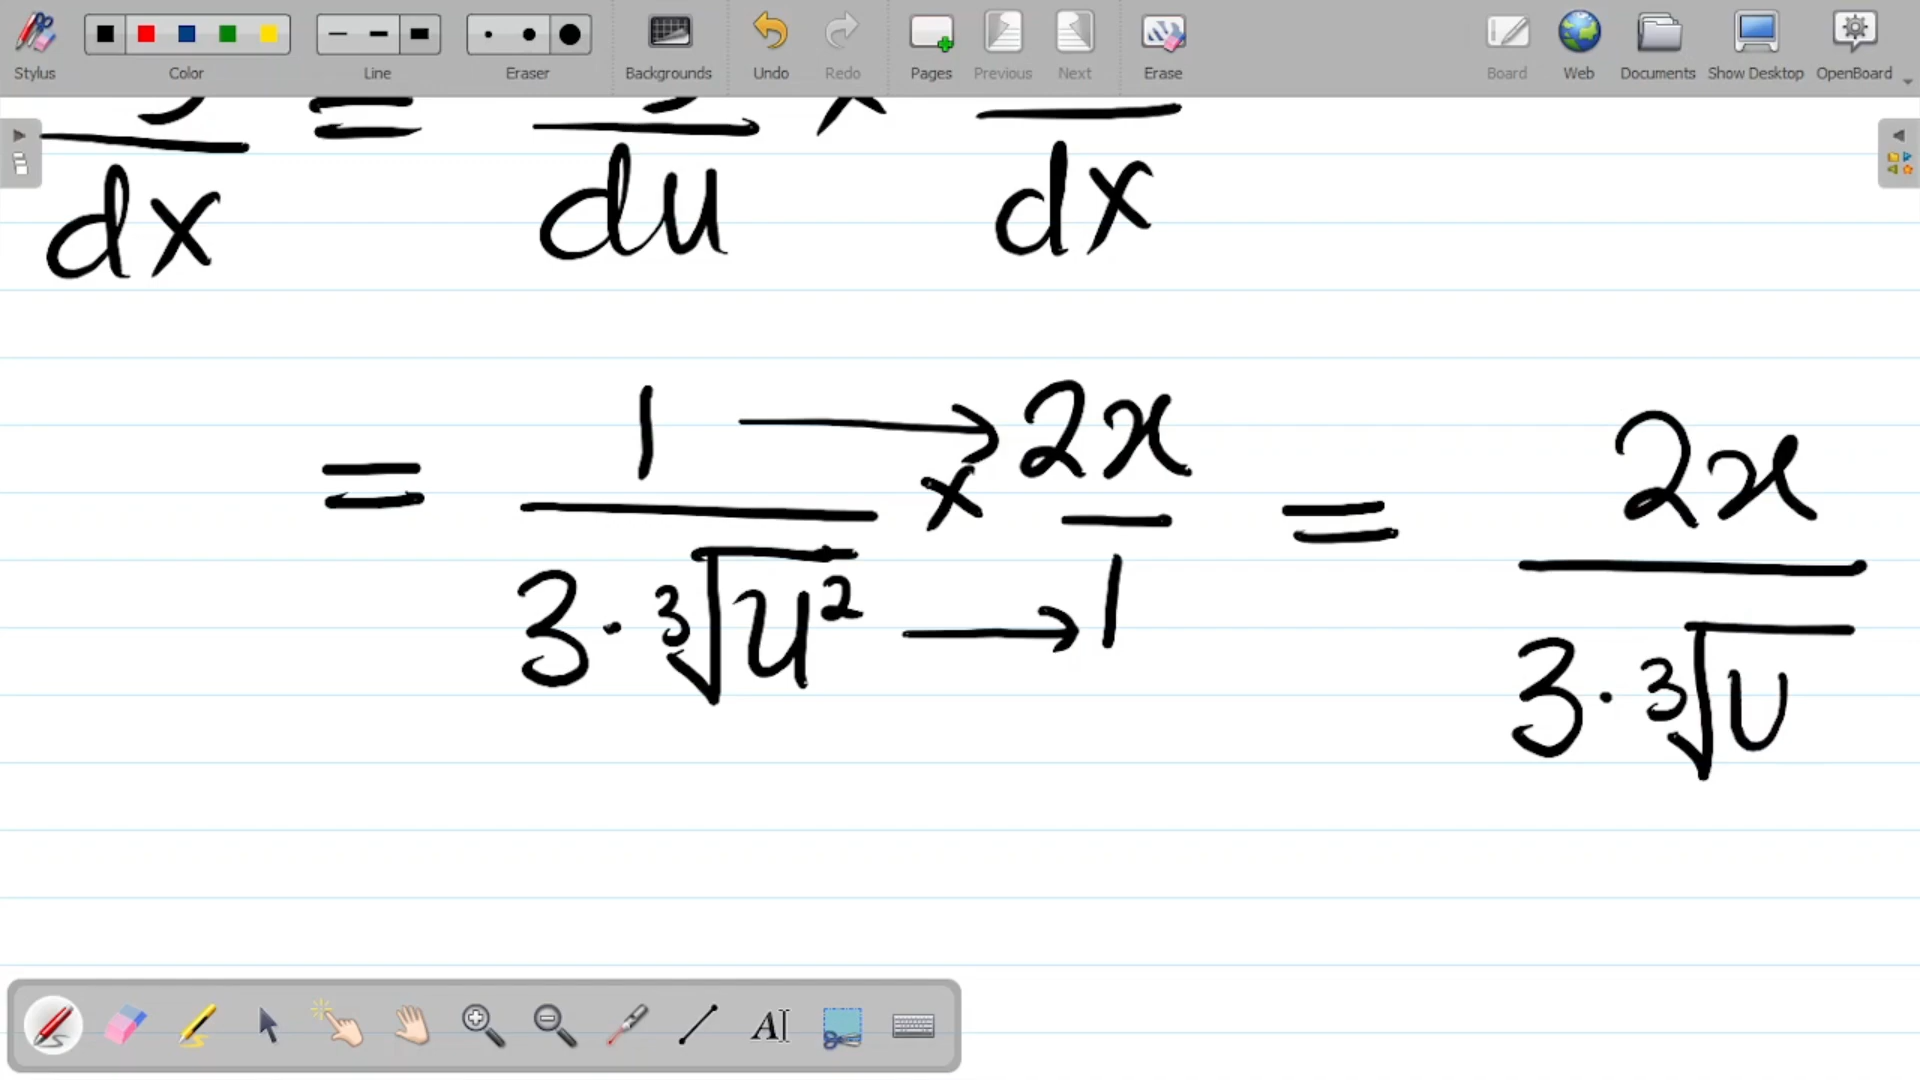 Stylus Color Line Eraser Backgrounds Undo Redo Pages Previous Next Erase Board Web Documents Show Desktop OpenBoard
dx = du × dx
= 1/(3·∛u²) → × 2x/1 → = 2x/(3·∛u)
AI